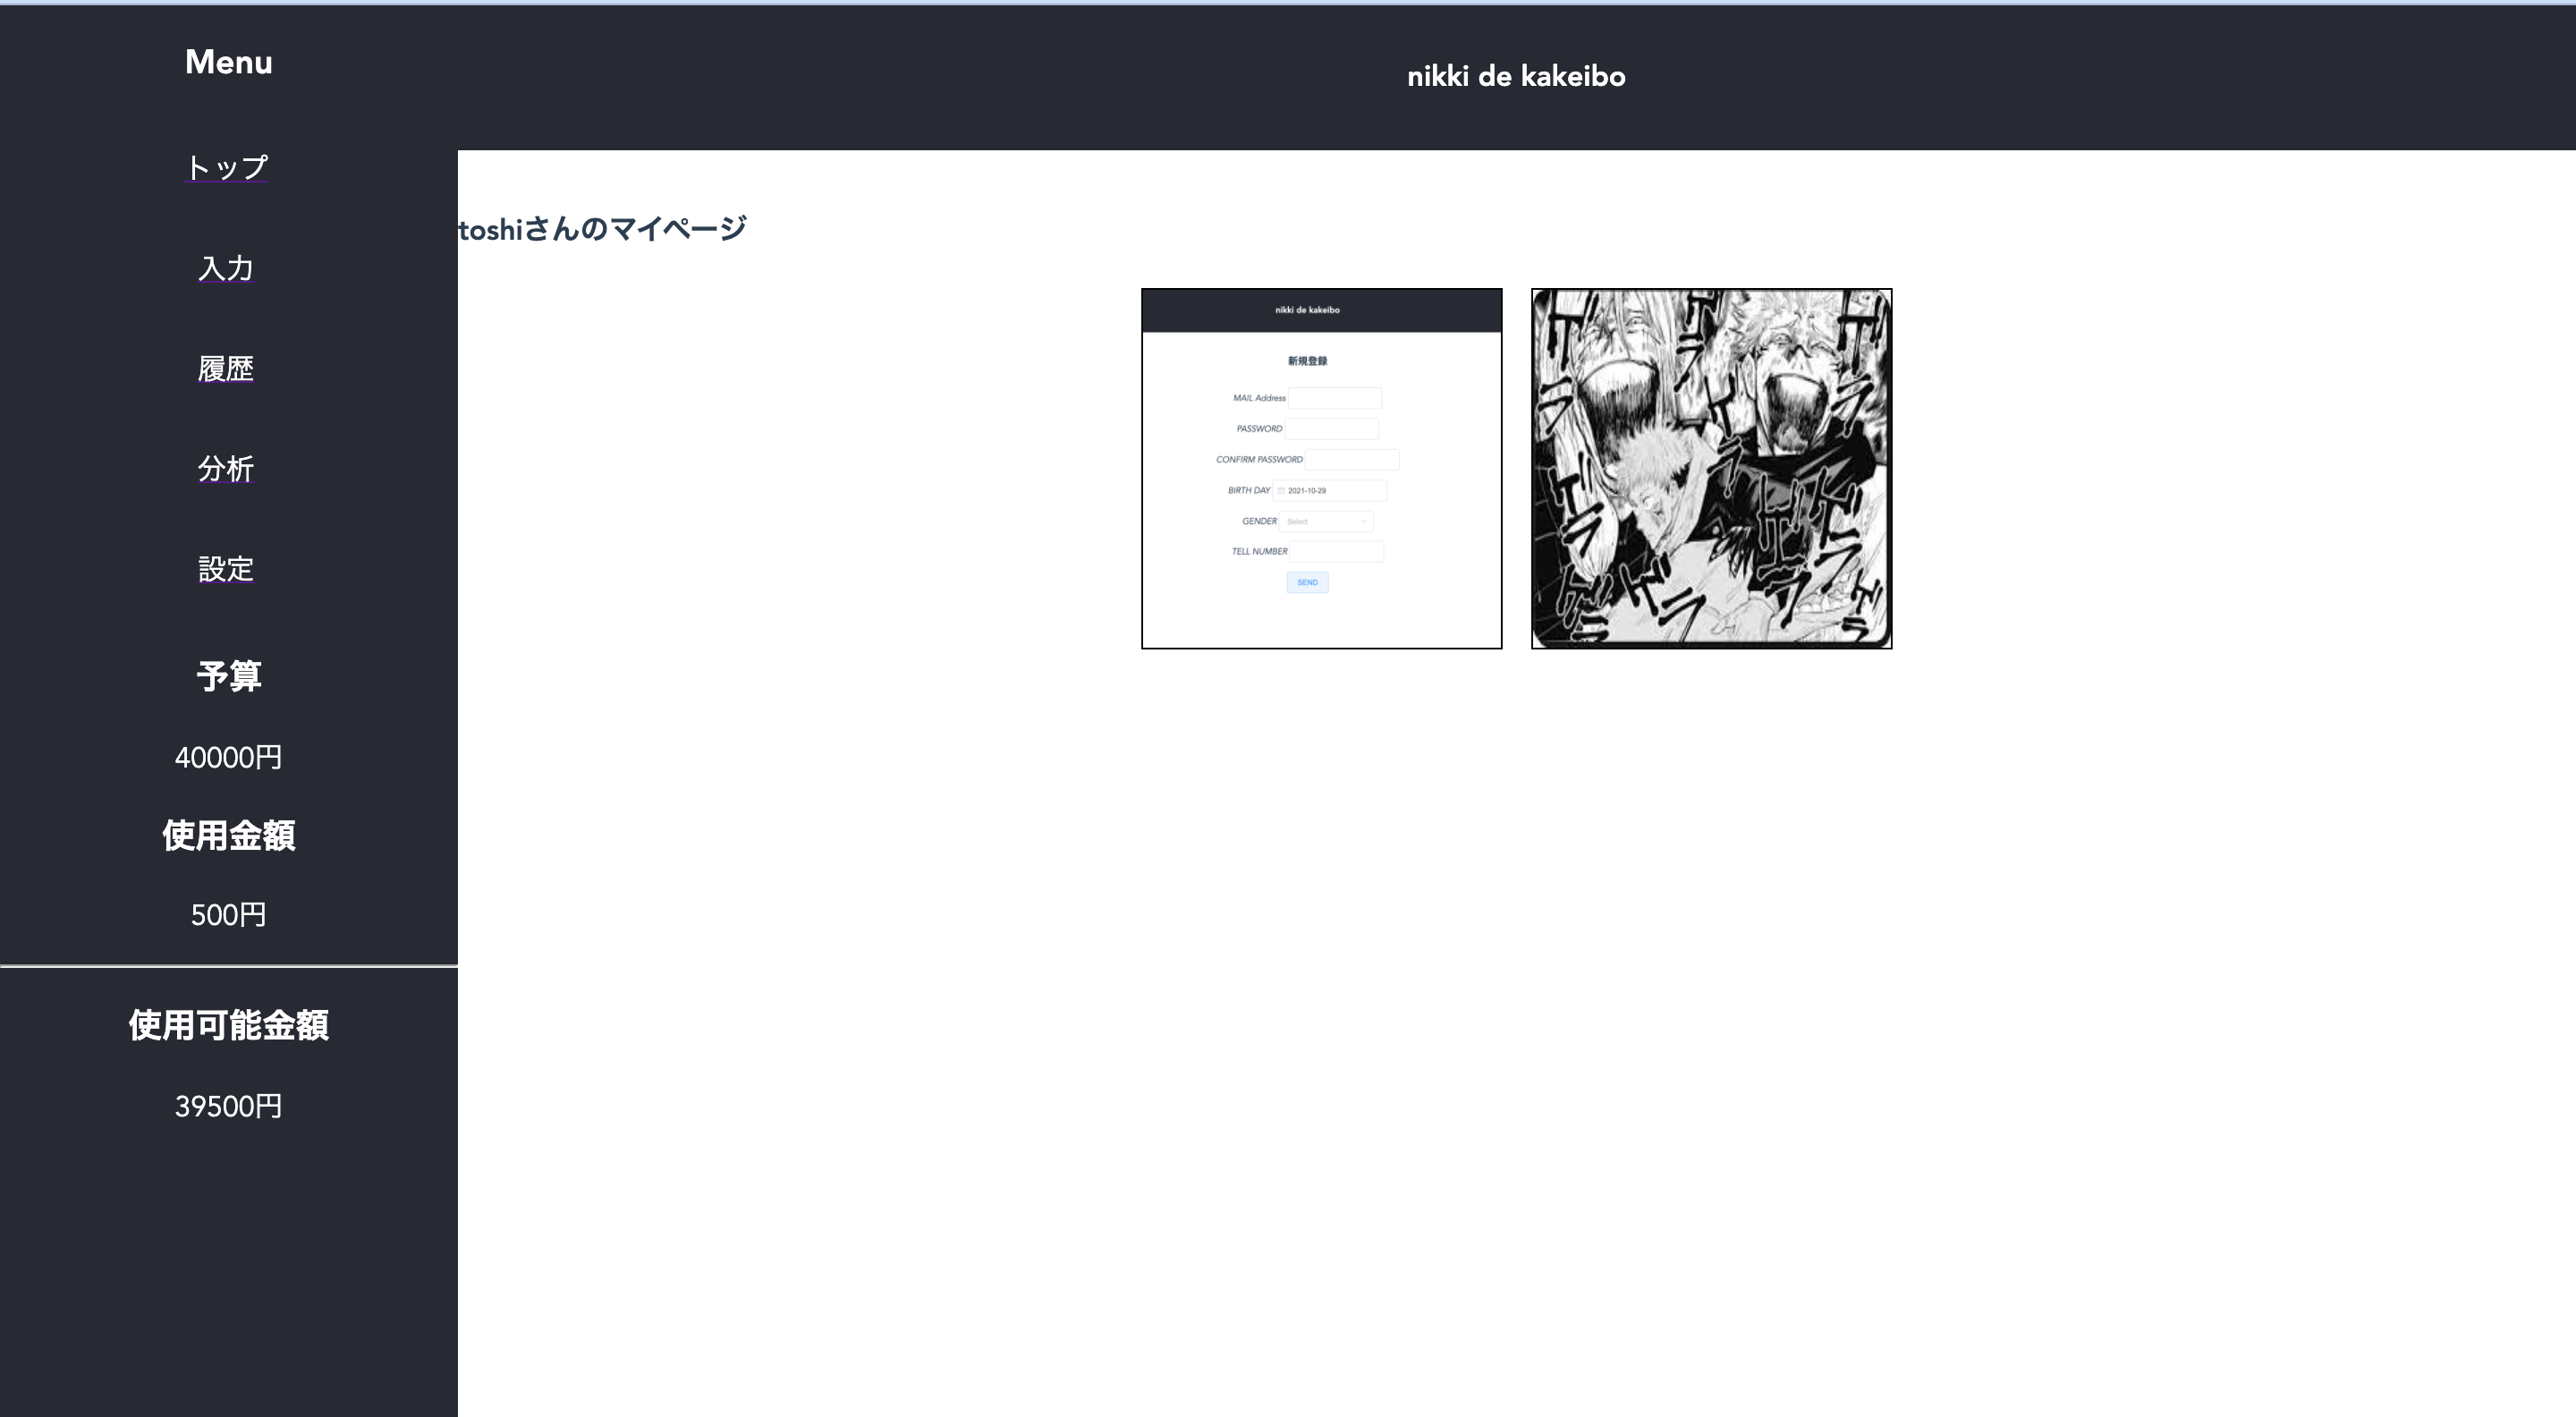 Menu
トップ
入力
履歴
分析
設定
予算
40000円
使用金額
500円
使用可能金額
39500円
nikki de kakeibo
toshiさんのマイページ
nikki de kakeibo
新規登録
MAIL Address
PASSWORD
CONFIRM PASSWORD
BIRTH DAY 2021-10-29
GENDER Select
TELL NUMBER
SEND